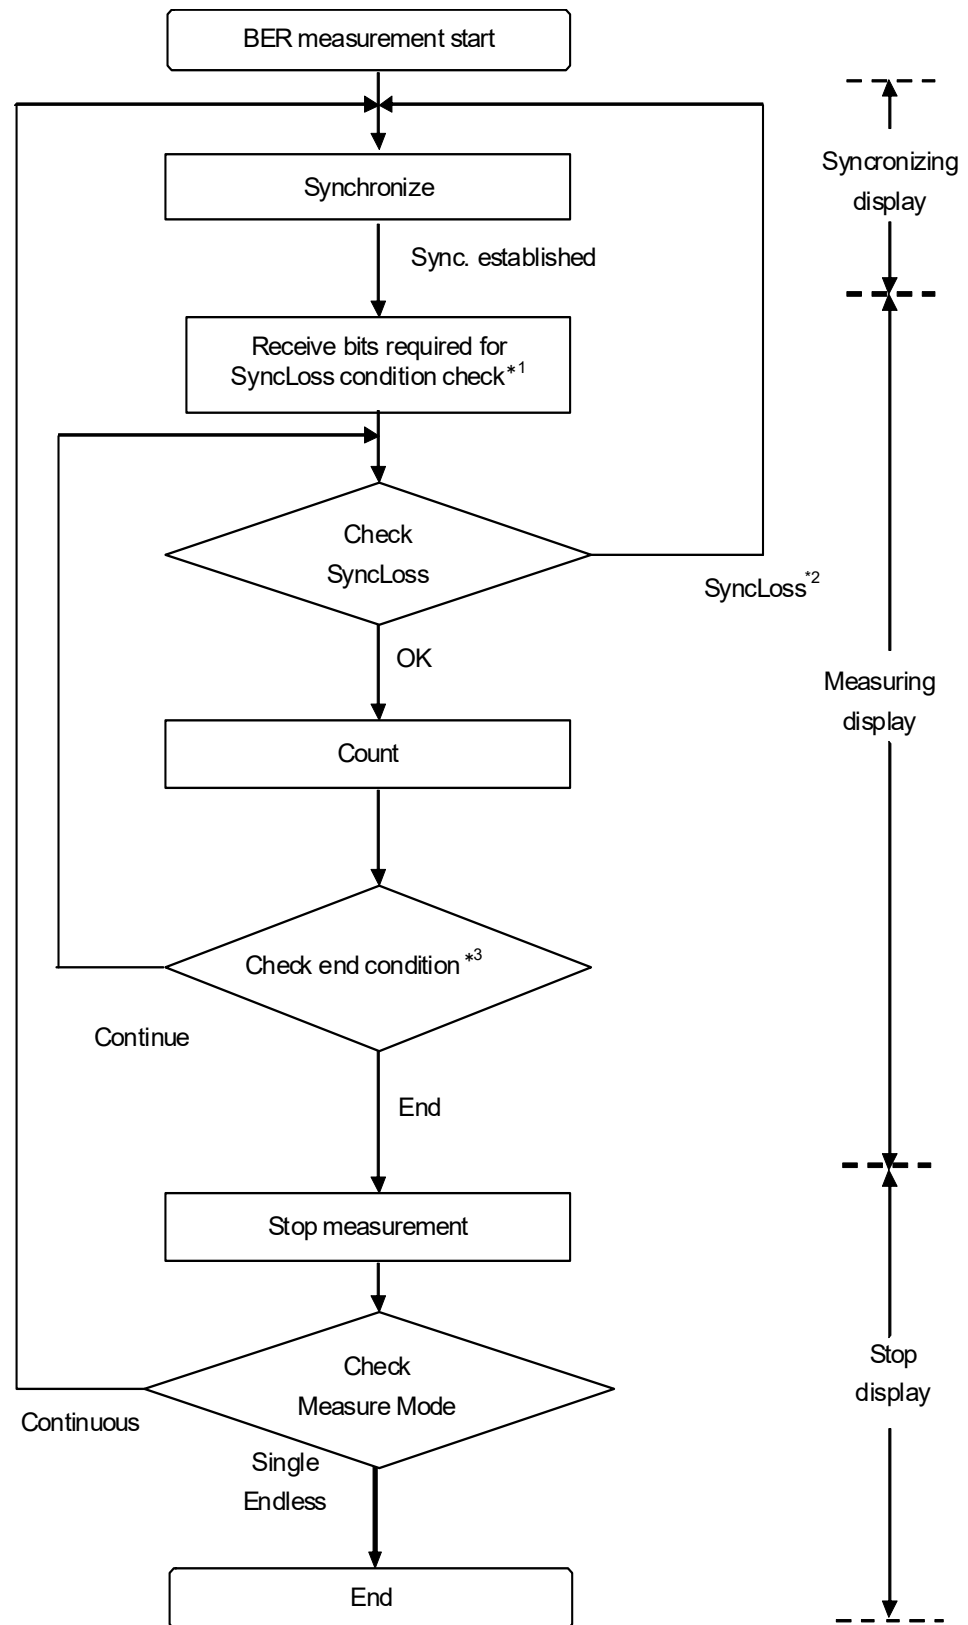 BER measurement start
Synchronize
Syncronizing
display
Sync. established
Receive bits required for
SyncLoss condition check*1
Check
SyncLoss
SyncLoss*2
OK
Measuring
display
Count
Check end condition*3
Continue
End
Stop measurement
Check
Measure Mode
Stop
display
Continuous
Single
Endless
End